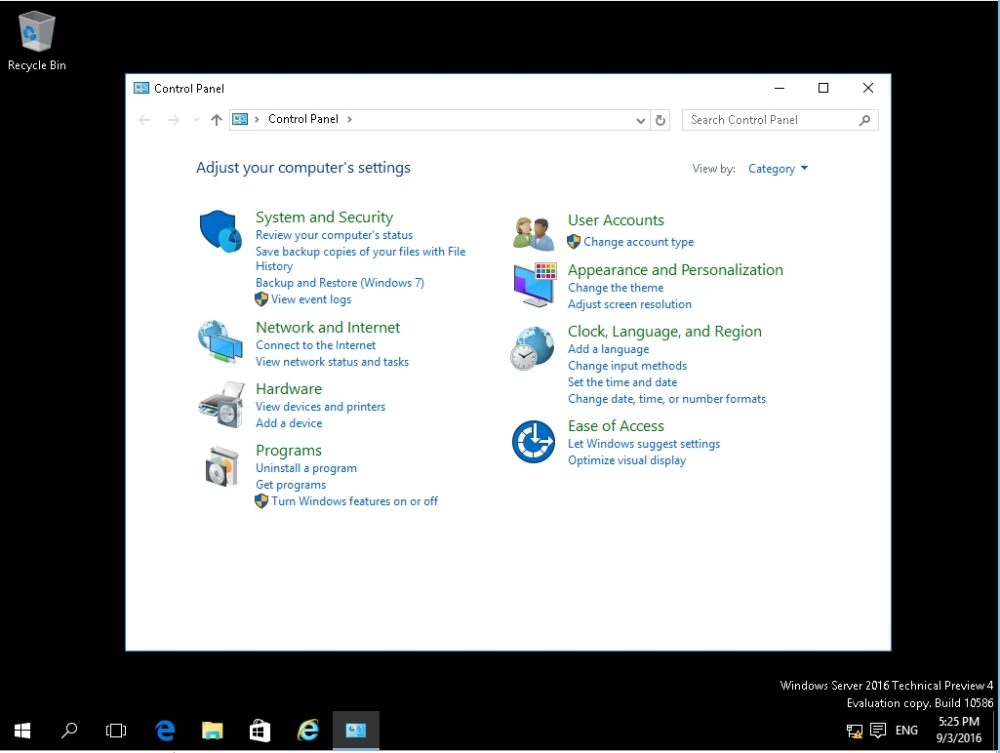 Recycle Bin
Control Panel
Control Panel
Search Control Panel
Adjust your computer's settings
View by: Category
System and Security
Review your computer's status
Save backup copies of your files with File
History
Backup and Restore (Windows 7)
View event logs
Network and Internet
Connect to the Internet
View network status and tasks
Hardware
View devices and printers
Add a device
Programs
Uninstall a program
Get programs
Turn Windows features on or off
User Accounts
Change account type
Appearance and Personalization
Change the theme
Adjust screen resolution
Clock, Language, and Region
Add a language
Change input methods
Set the time and date
Change date, time, or number formats
Ease of Access
Let Windows suggest settings
Optimize visual display
Windows Server 2016 Technical Preview 4
Evaluation copy. Build 10586
ENG
5:25 PM
9/3/2016